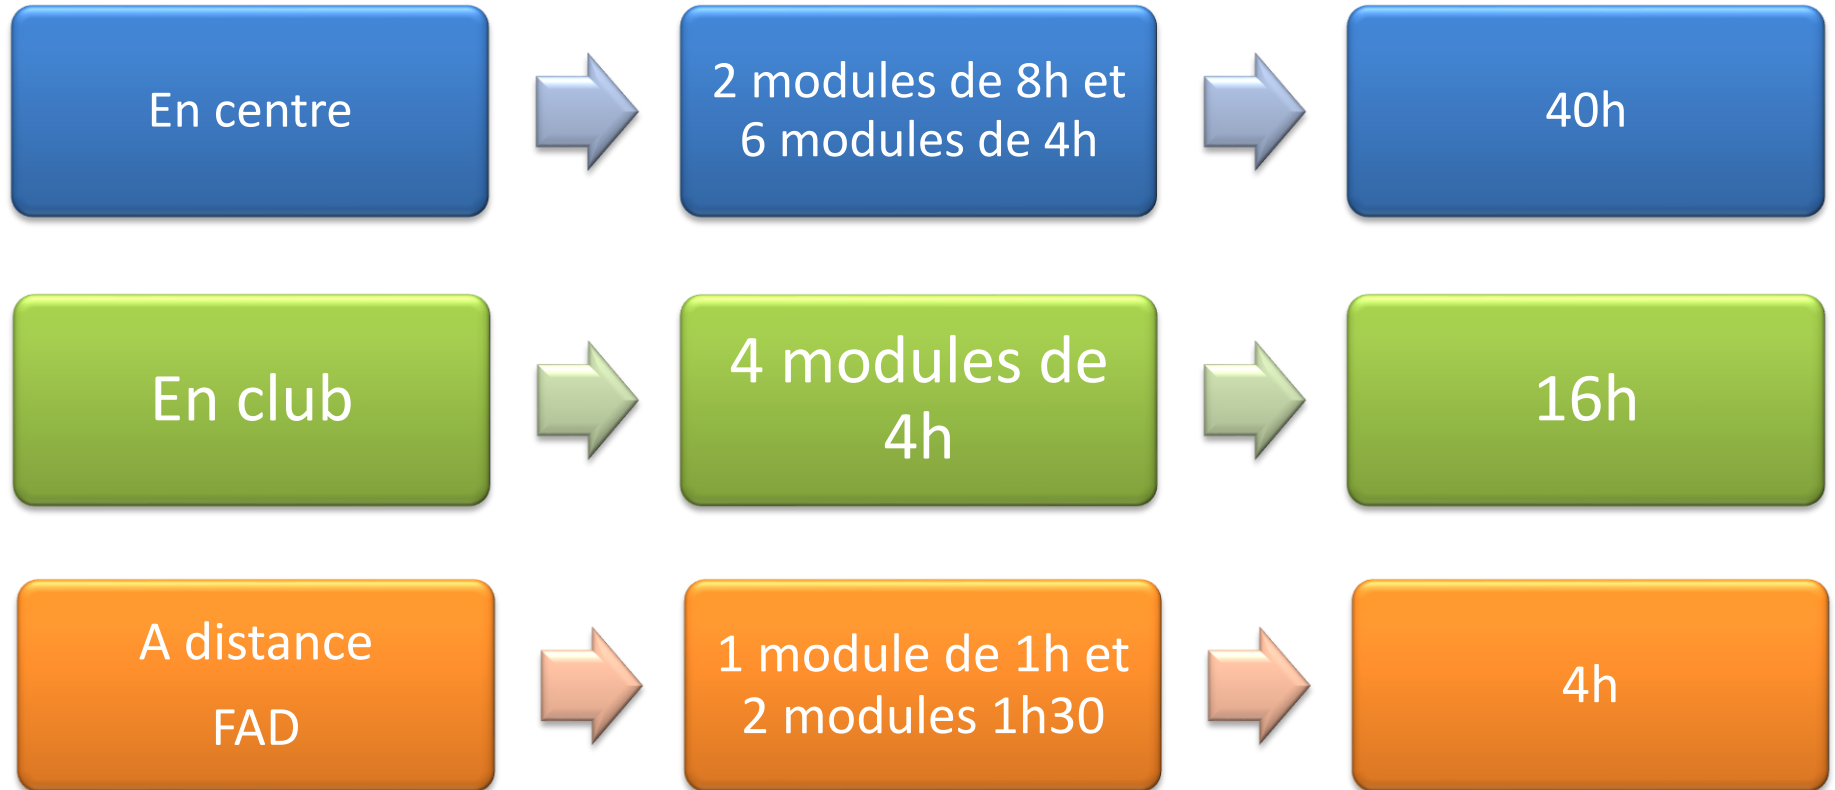 En centre
2 modules de 8h et
6 modules de 4h
40h
En club
4 modules de
4h
16h
A distance
FAD
1 module de 1h et
2 modules 1h30
4h